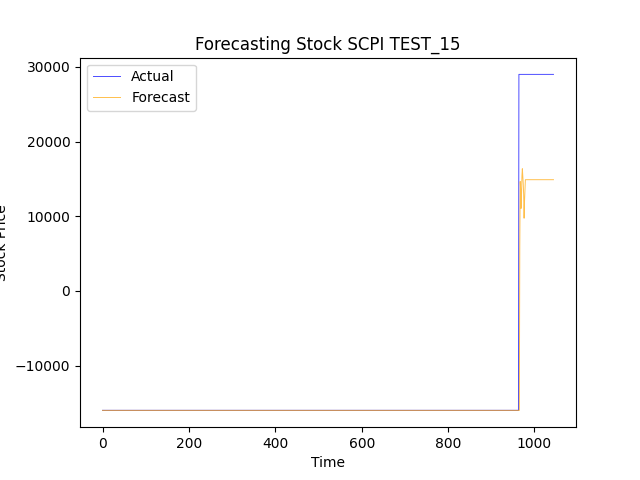 Forecasting Stock SCPI TEST_15
Actual
Forecast
30000
20000
10000
0
−10000
Stock Price
0 200 400 600 800 1000
Time